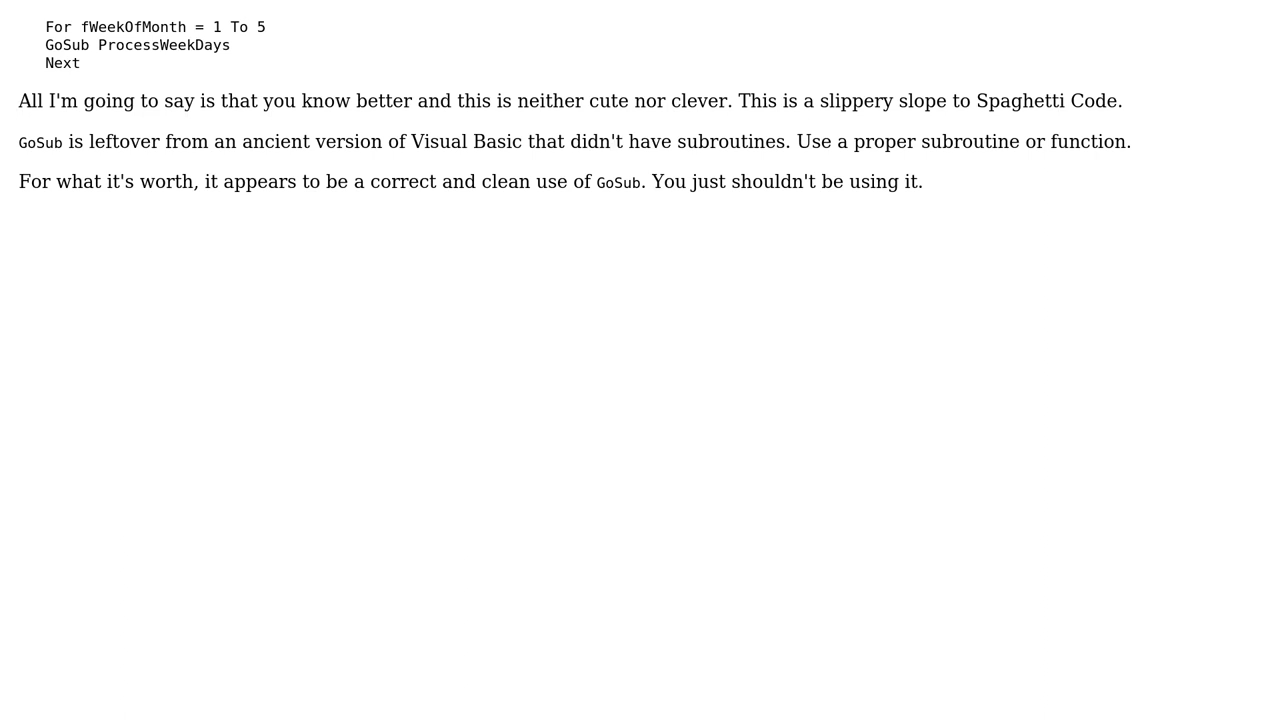 For fWeekOfMonth = 1 To 5
GoSub ProcessWeekDays
Next
All I'm going to say is that you know better and this is neither cute nor clever. This is a slippery slope to Spaghetti Code.
GoSub is leftover from an ancient version of Visual Basic that didn't have subroutines. Use a proper subroutine or function.
For what it's worth, it appears to be a correct and clean use of GoSub. You just shouldn't be using it.